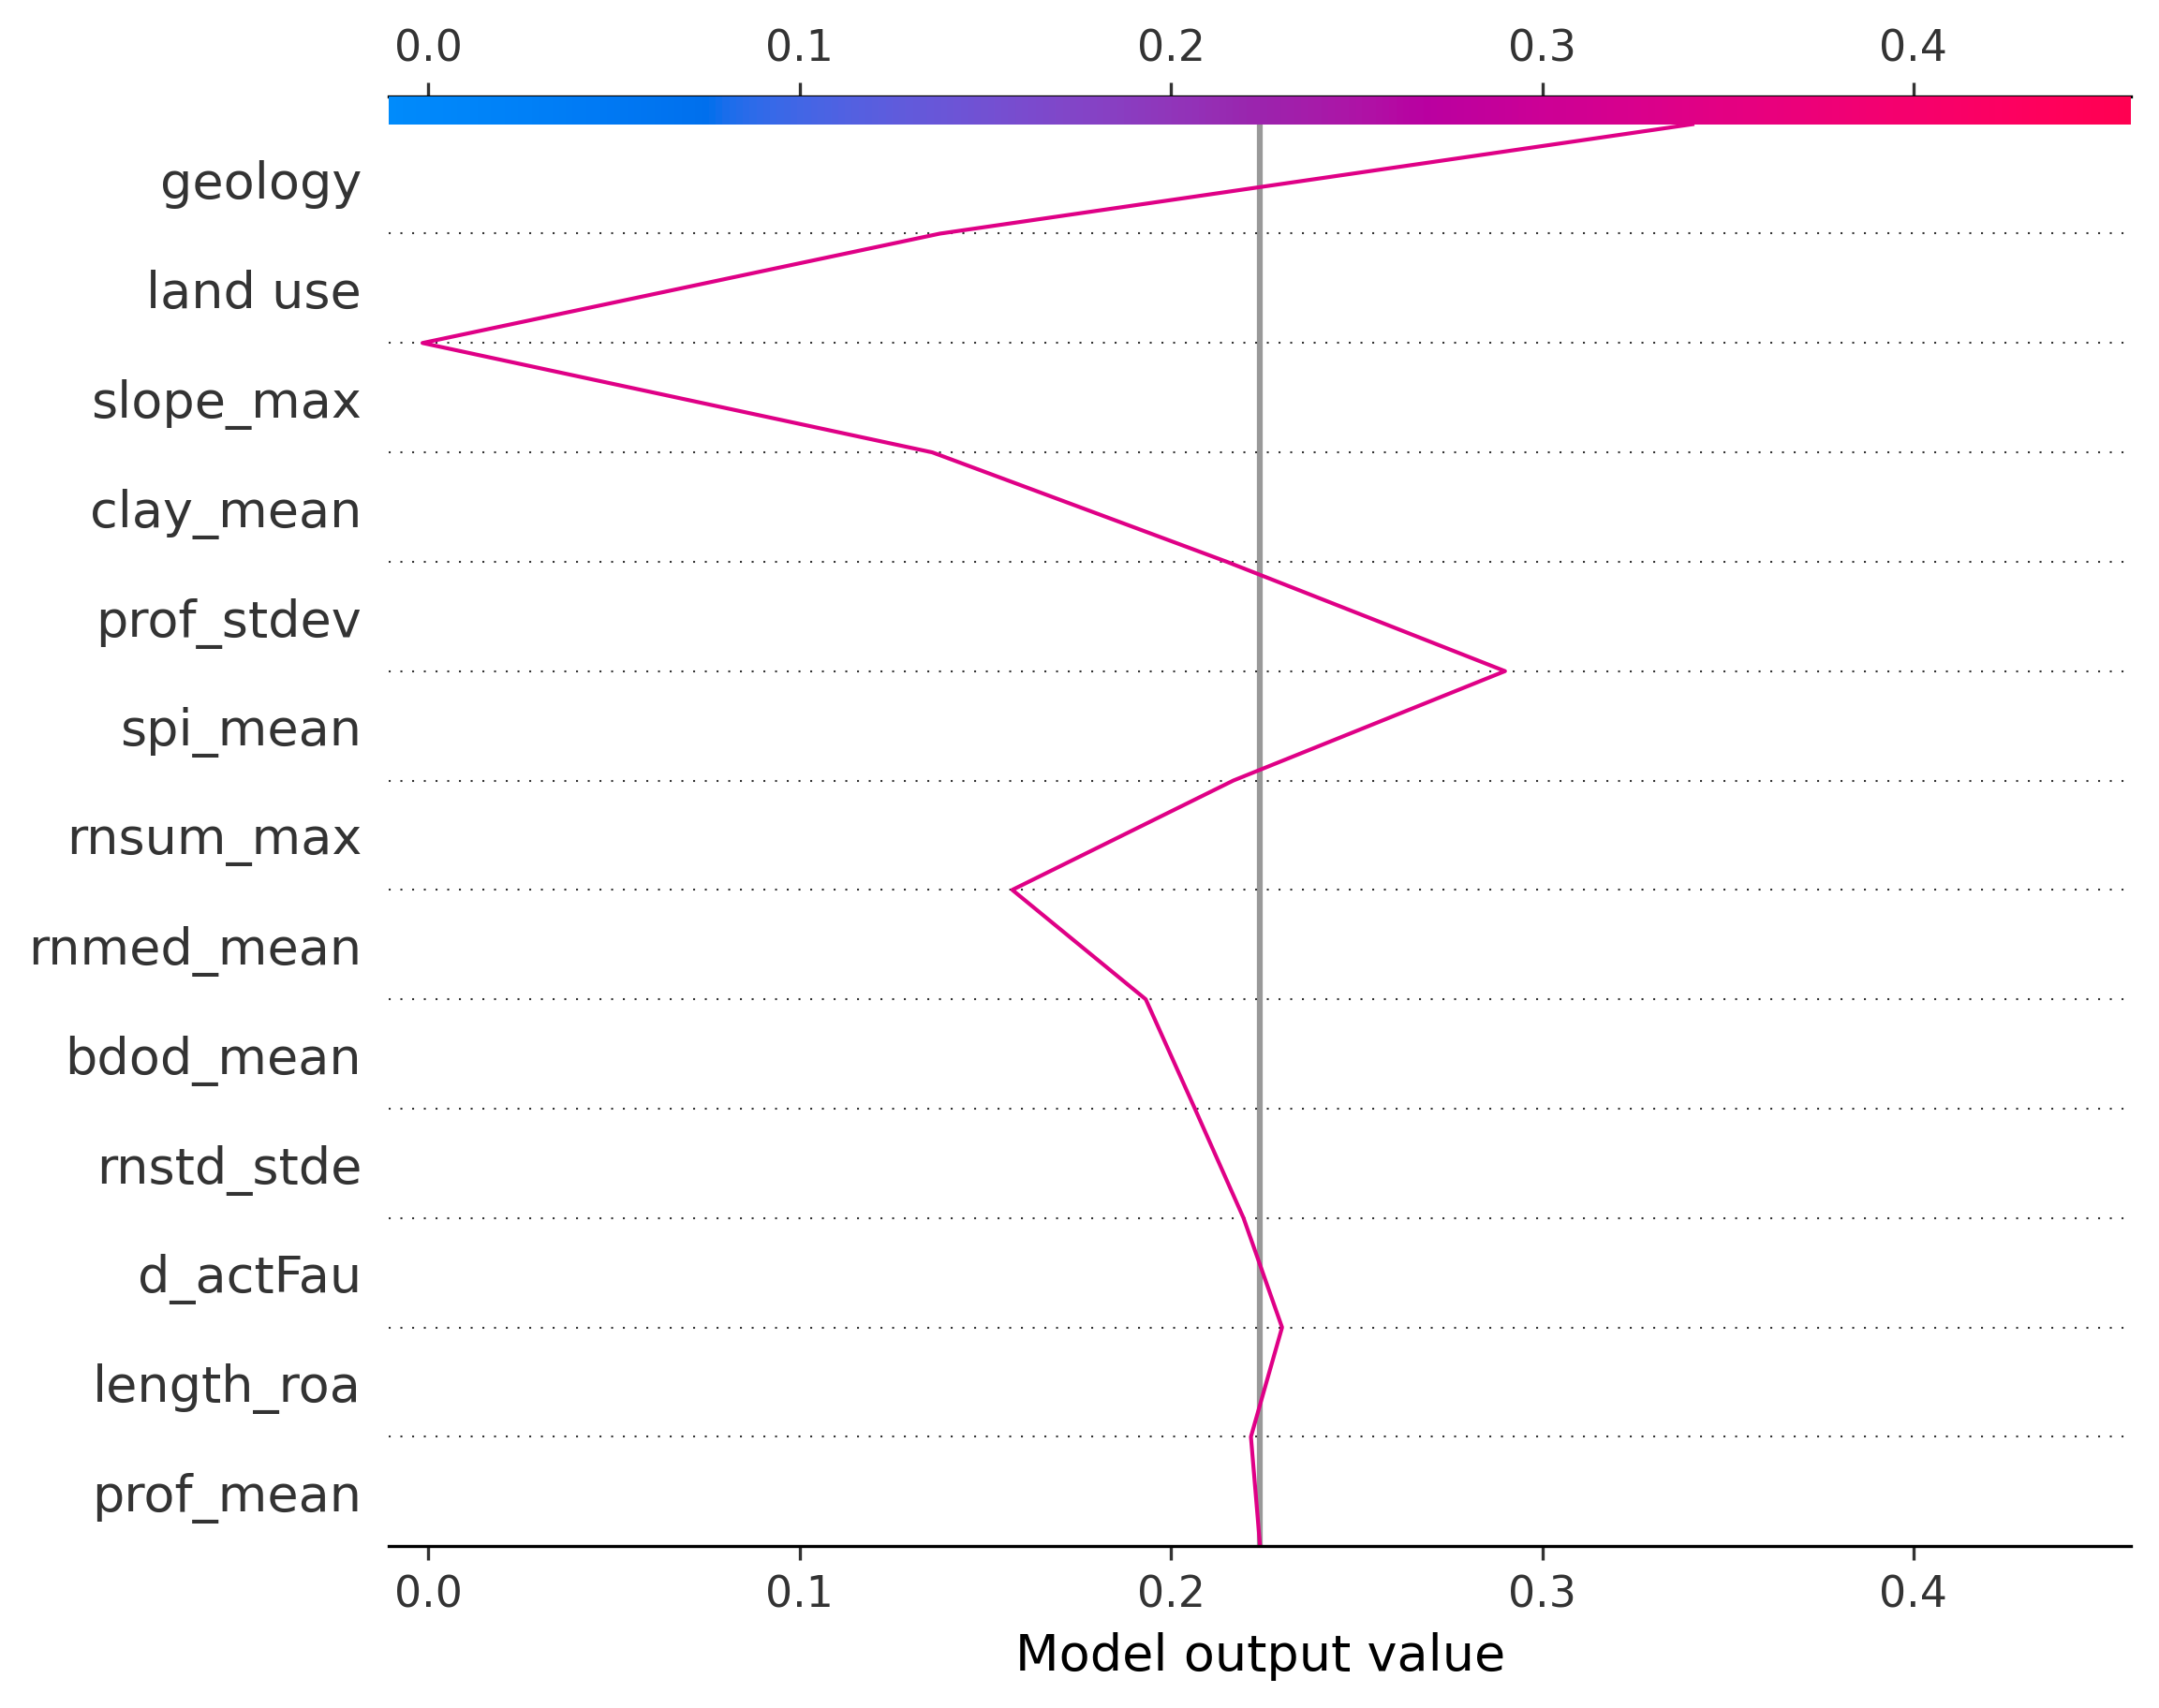 0.0 0.1 0.2 0.3 0.4
geology
land use
slope_max
clay_mean
prof_stdev
spi_mean
rnsum_max
rnmed_mean
bdod_mean
rnstd_stde
d_actFau
length_roa
prof_mean
0.0 0.1 0.2 0.3 0.4
Model output value